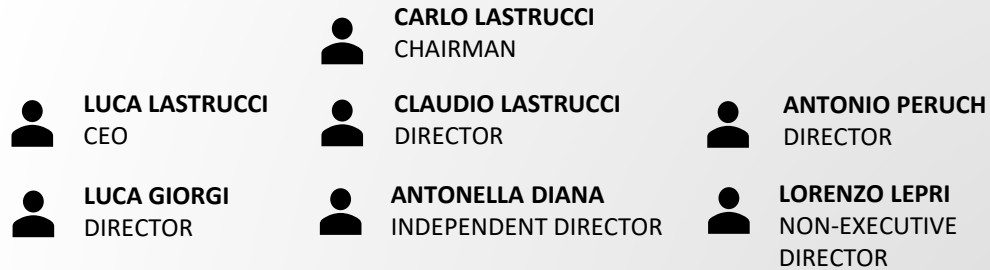 CARLO LASTRUCCI
CHAIRMAN
LUCA LASTRUCCI
CEO
CLAUDIO LASTRUCCI
DIRECTOR
ANTONIO PERUCH
DIRECTOR
LUCA GIORGI
DIRECTOR
ANTONELLA DIANA
INDEPENDENT DIRECTOR
LORENZO LEPRI
NON-EXECUTIVE
DIRECTOR